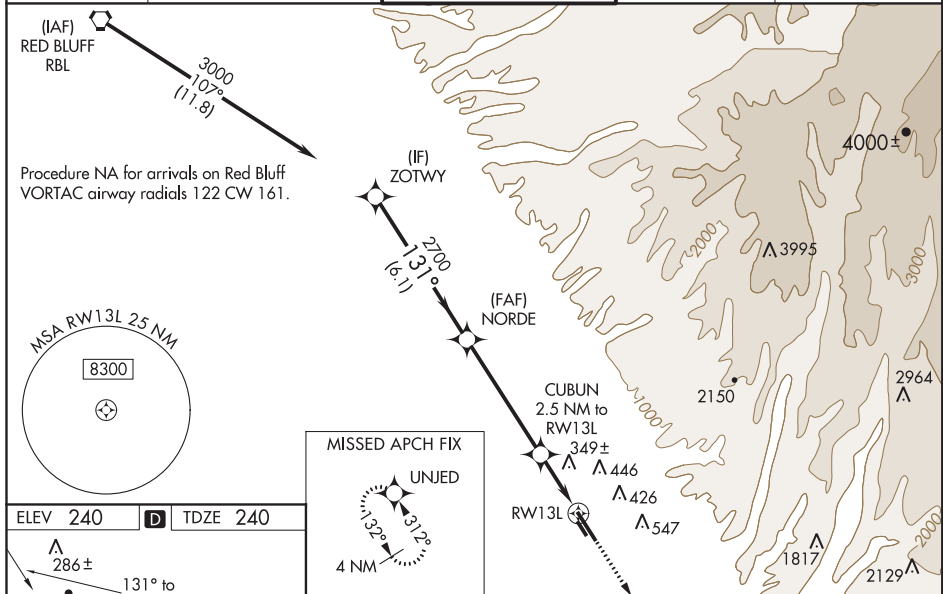 (IAF)
RED BLUFF
RBL
3000
107°
(11.8)
Procedure NA for arrivals on Red Bluff
VORTAC airway radials 122 CW 161.
(IF)
ZOTWY
2700
131°
(6.1)
(FAF)
NORDE
MSA RW13L 25 NM
8300
CUBUN
2.5 NM to
RW13L
349±
446
426
547
RW13L
MISSED APCH FIX
UNJED
132°
312°
4 NM
ELEV 240 D TDZE 240
286±
131° to
4000±
3995
2000
3000
2150
2964
1000
1817
2129
2000